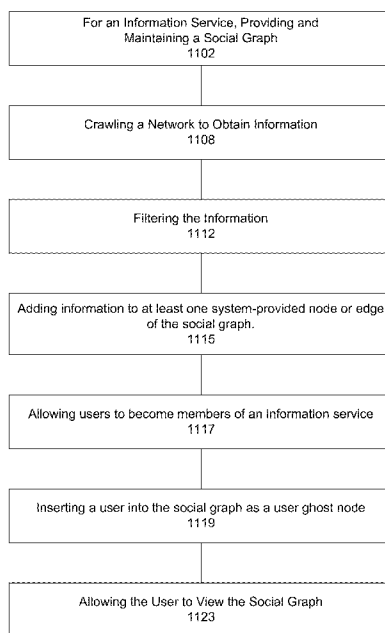 For an Information Service, Providing and
Maintaining a Social Graph
1102
Crawling a Network to Obtain Information
1108
Filtering the Information
1112
Adding information to at least one system-provided node or edge
of the social graph.
1115
Allowing users to become members of an Information service
1117
Inserting a user into the social graph as a user ghost node
1119
Allowing the User to View the Social Graph
1123